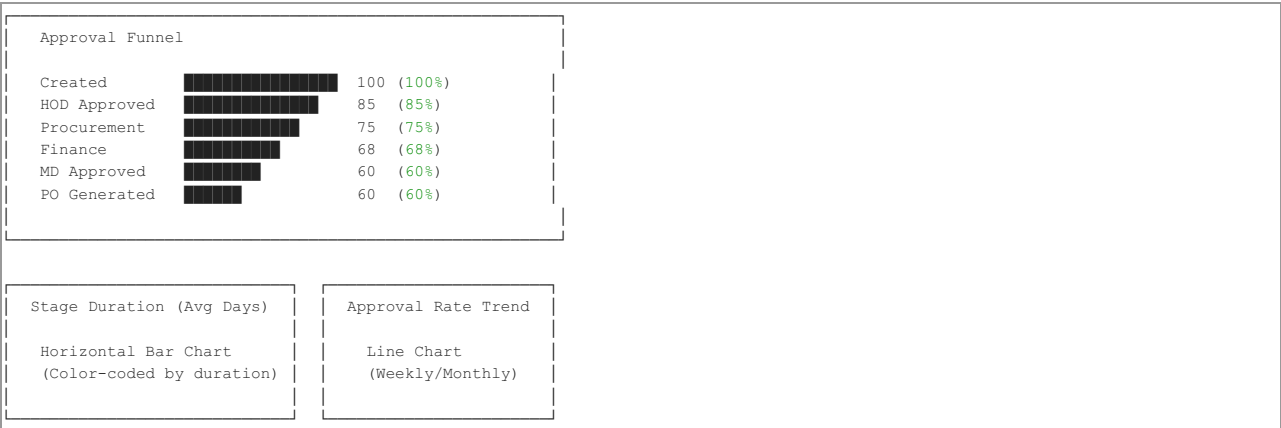 Approval Funnel
Created 100 (100%)
HOD Approved 85 (85%)
Procurement 75 (75%)
Finance 68 (68%)
MD Approved 60 (60%)
PO Generated 60 (60%)
Stage Duration (Avg Days)
Horizontal Bar Chart
(Color-coded by duration)
Approval Rate Trend
Line Chart
(Weekly/Monthly)